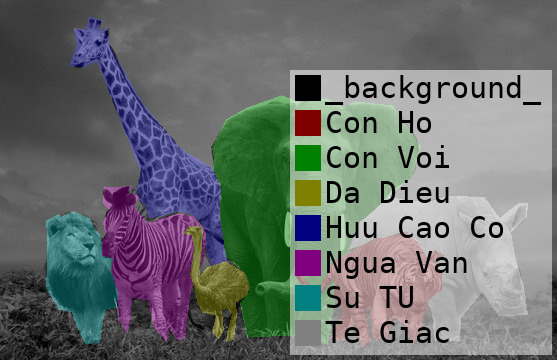 _background_
Con Ho
Con Voi
Da Dieu
Huu Cao Co
Ngua Van
Su TU
Te Giac